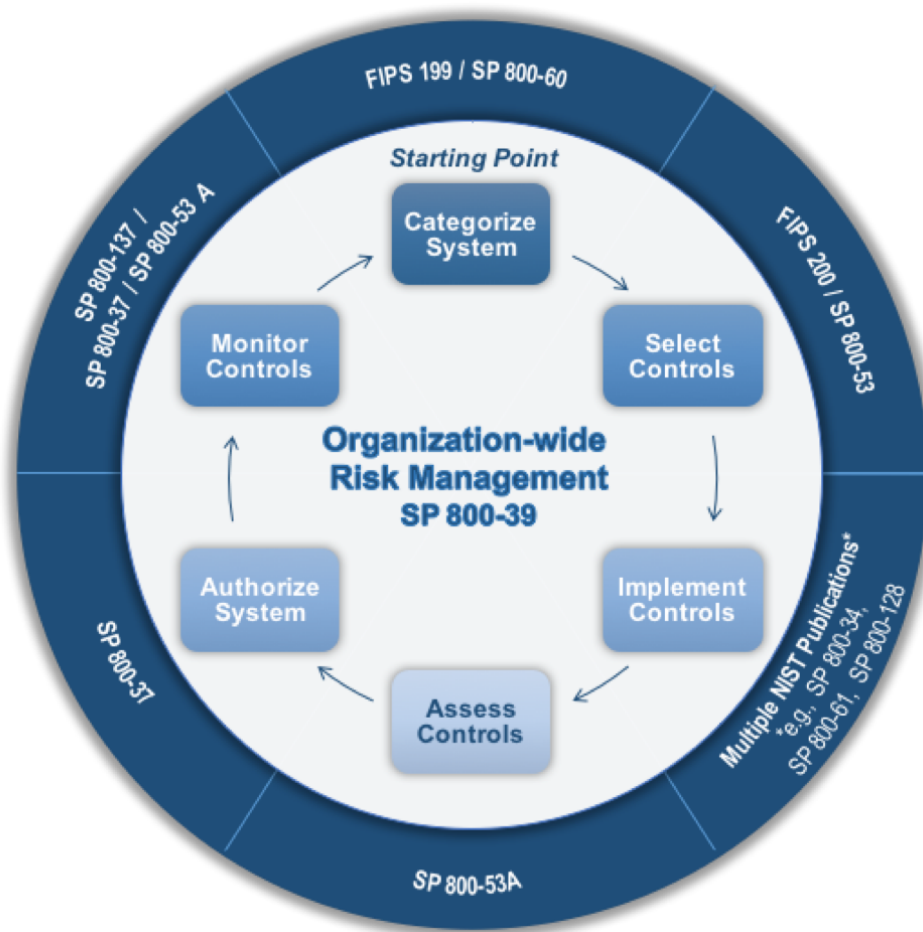 FIPS 199 / SP 800-60
Starting Point
Categorize
System
FIPS 200 / SP 800-53
Select
Controls
Multiple NIST Publications*
*e.g., SP 800-34,
SP 800-61, SP 800-128
Implement
Controls
SP 800-53A
Assess
Controls
SP 800-37
Authorize
System
SP 800-137 /
SP 800-37 / SP 800-53 A
Monitor
Controls
Organization-wide
Risk Management
SP 800-39